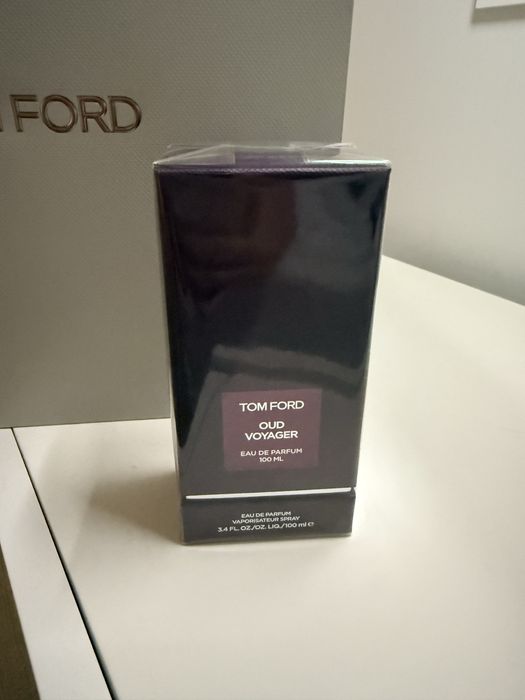 FORD
TOM FORD
OUD
VOYAGER
EAU DE PARFUM
100 ML
EAU DE PARFUM
VAPORISATEUR SPRAY
3.4 FL. OZ./OZ. LIQ./100 ml ℮